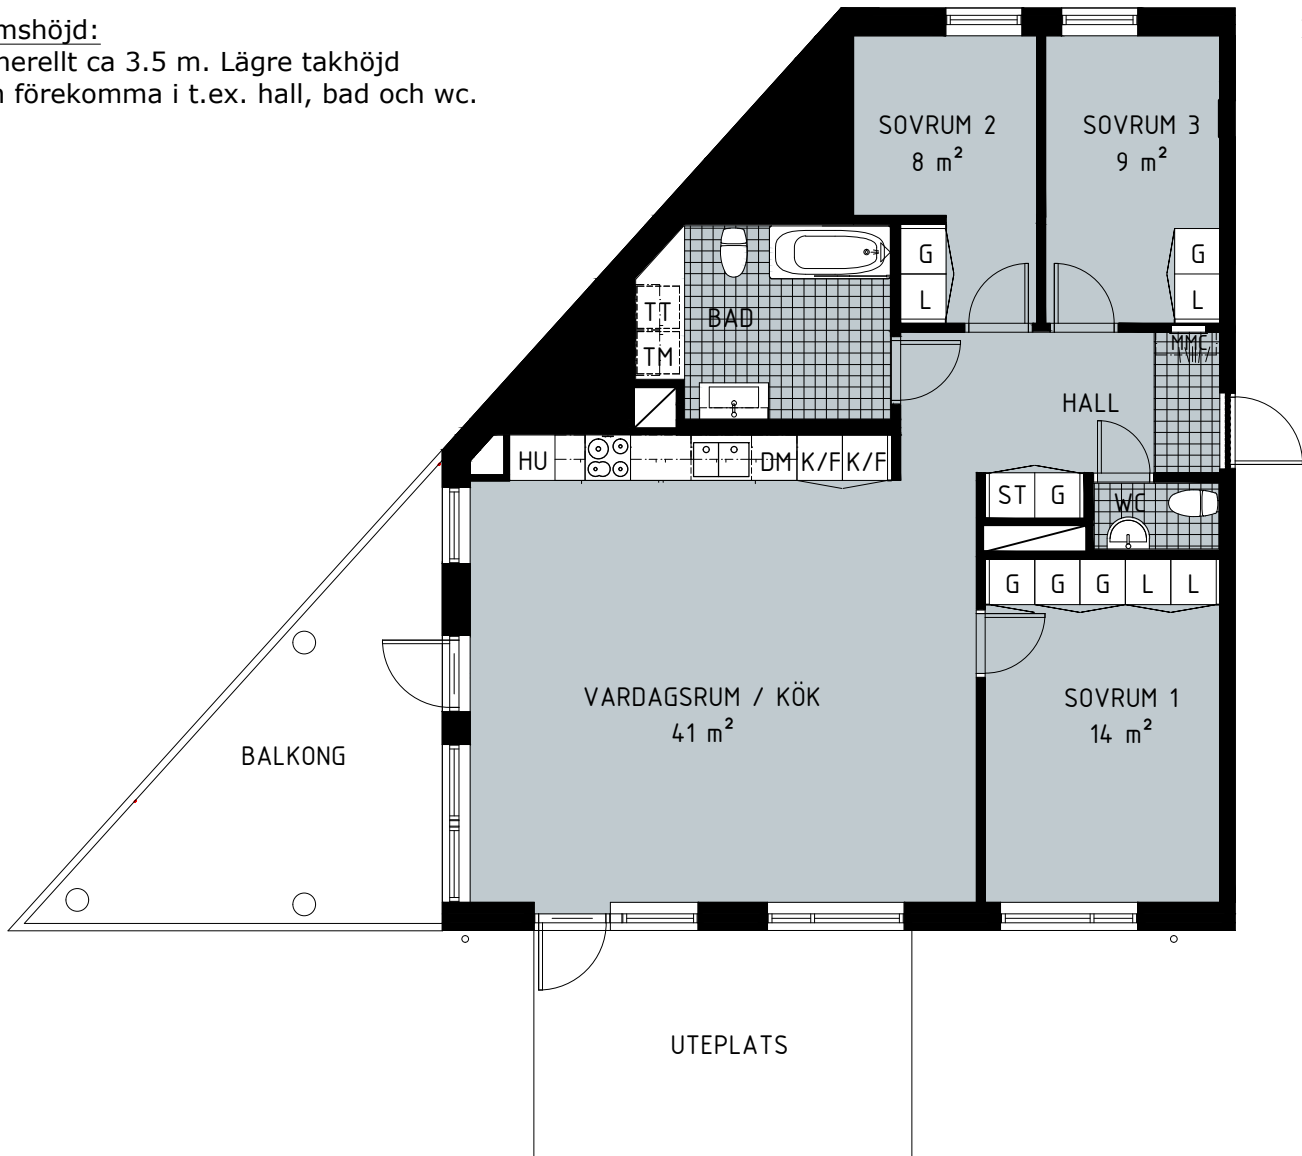 mshöjd:
nerellt ca 3.5 m. Lägre takhöjd
n förekomma i t.ex. hall, bad och wc.
SOVRUM 2
8 m²
SOVRUM 3
9 m²
G
L
G
L
TT
TM
BAD
MMC
HALL
HU
DM
K/F
K/F
ST
G
WC
G
G
G
L
L
VARDAGSRUM / KÖK
41 m²
SOVRUM 1
14 m²
BALKONG
UTEPLATS